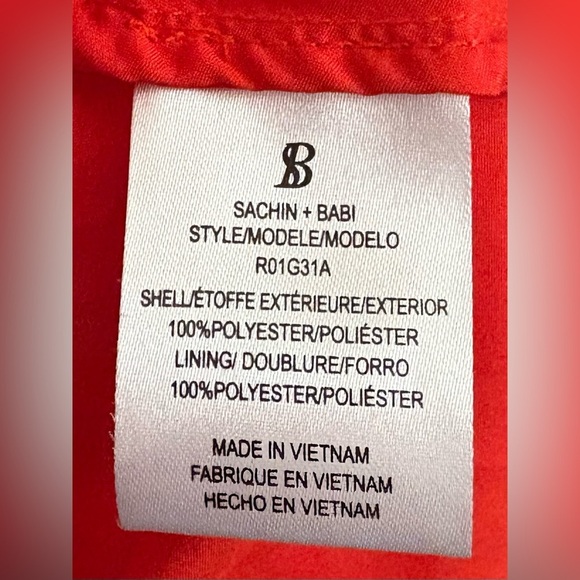 SB
SACHIN + BABI
STYLE/MODELE/MODELO
R01G31A
SHELL/ÉTOFFE EXTÉRIEURE/EXTERIOR
100%POLYESTER/POLIÉSTER
LINING/ DOUBLURE/FORRO
100%POLYESTER/POLIÉSTER
MADE IN VIETNAM
FABRIQUE EN VIETNAM
HECHO EN VIETNAM